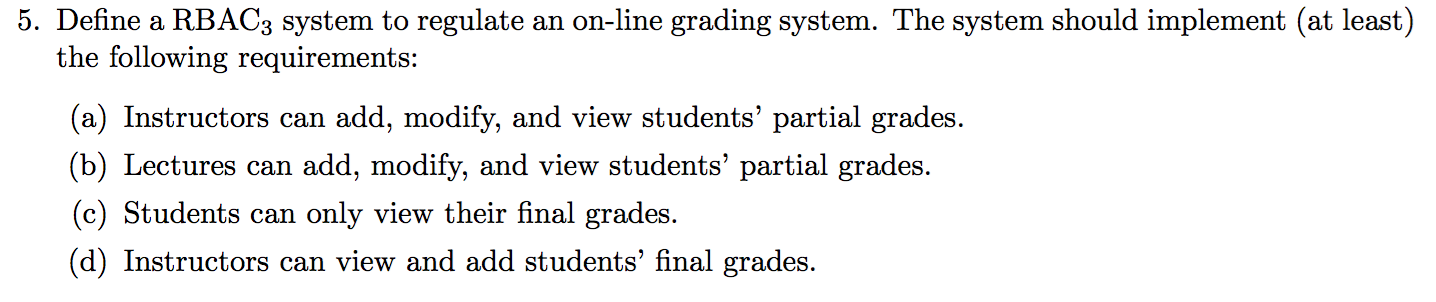 5. Define a RBAC3 system to regulate an on-line grading system. The system should implement (at least)
the following requirements:
(a) Instructors can add, modify, and view students' partial grades.
(b) Lectures can add, modify, and view students' partial grades.
(c) Students can only view their final grades.
(d) Instructors can view and add students' final grades.